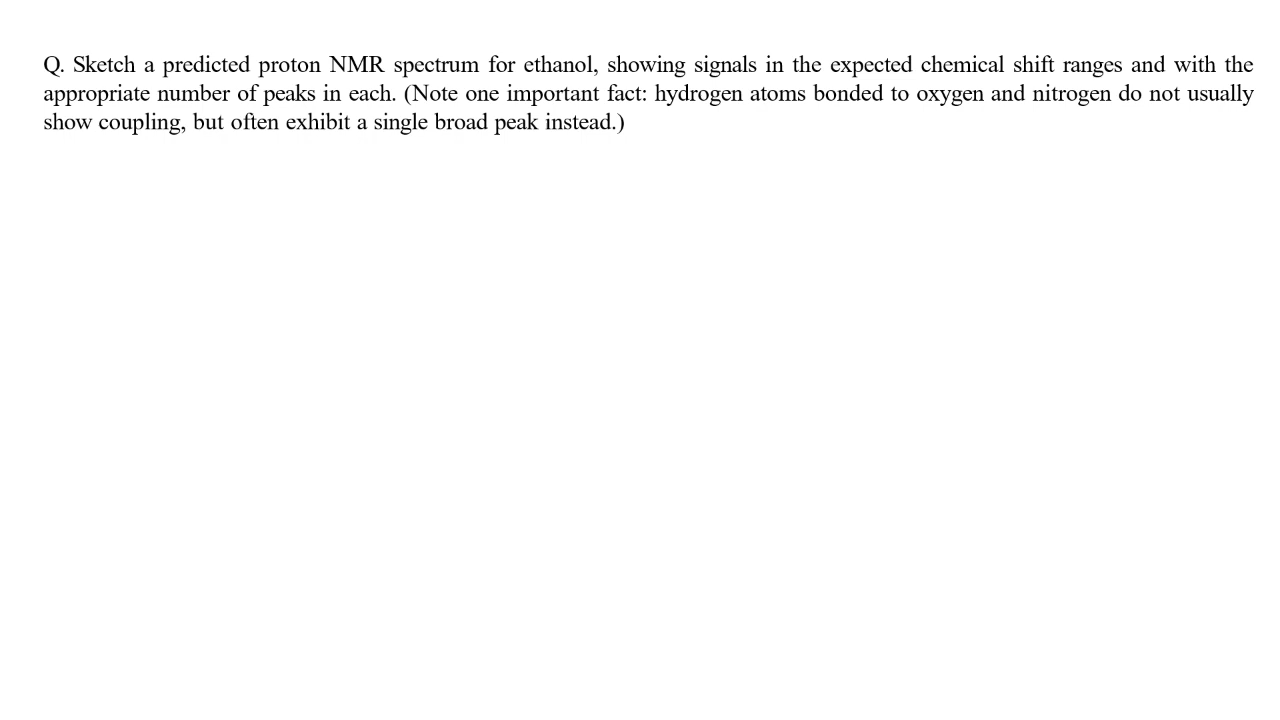 Q. Sketch a predicted proton NMR spectrum for ethanol, showing signals in the expected chemical shift ranges and with the
appropriate number of peaks in each. (Note one important fact: hydrogen atoms bonded to oxygen and nitrogen do not usually
show coupling, but often exhibit a single broad peak instead.)